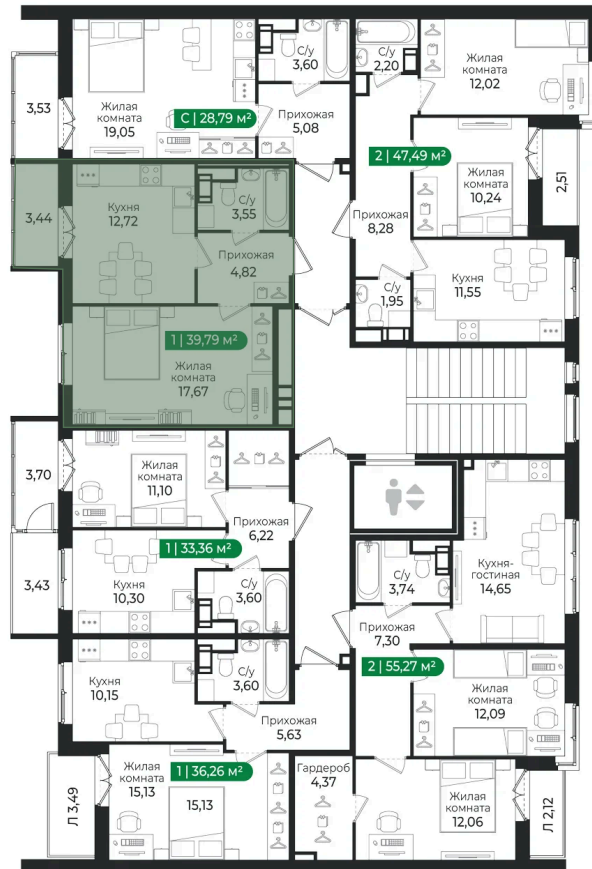 3,53
Жилая
комната
19,05
С/у
3,60
С | 28,79 м²
Прихожая
5,08
С/у
2,20
Жилая
комната
12,02
2 | 47,49 м²
Жилая
комната
10,24
2,51
Прихожая
8,28
3,44
Кухня
12,72
С/у
3,55
Прихожая
4,82
С/у
1,95
Кухня
11,55
1 | 39,79 м²
Жилая
комната
17,67
3,70
Жилая
комната
11,10
Прихожая
6,22
1 | 33,36 м²
3,43
Кухня
10,30
С/у
3,60
С/у
3,74
Кухня-
гостиная
14,65
Прихожая
7,30
2 | 55,27 м²
Жилая
комната
12,09
Кухня
10,15
С/у
3,60
Прихожая
5,63
1 | 36,26 м²
Жилая
комната
15,13
15,13
Л 3,49
Гардероб
4,37
Жилая
комната
12,06
Л 2,12